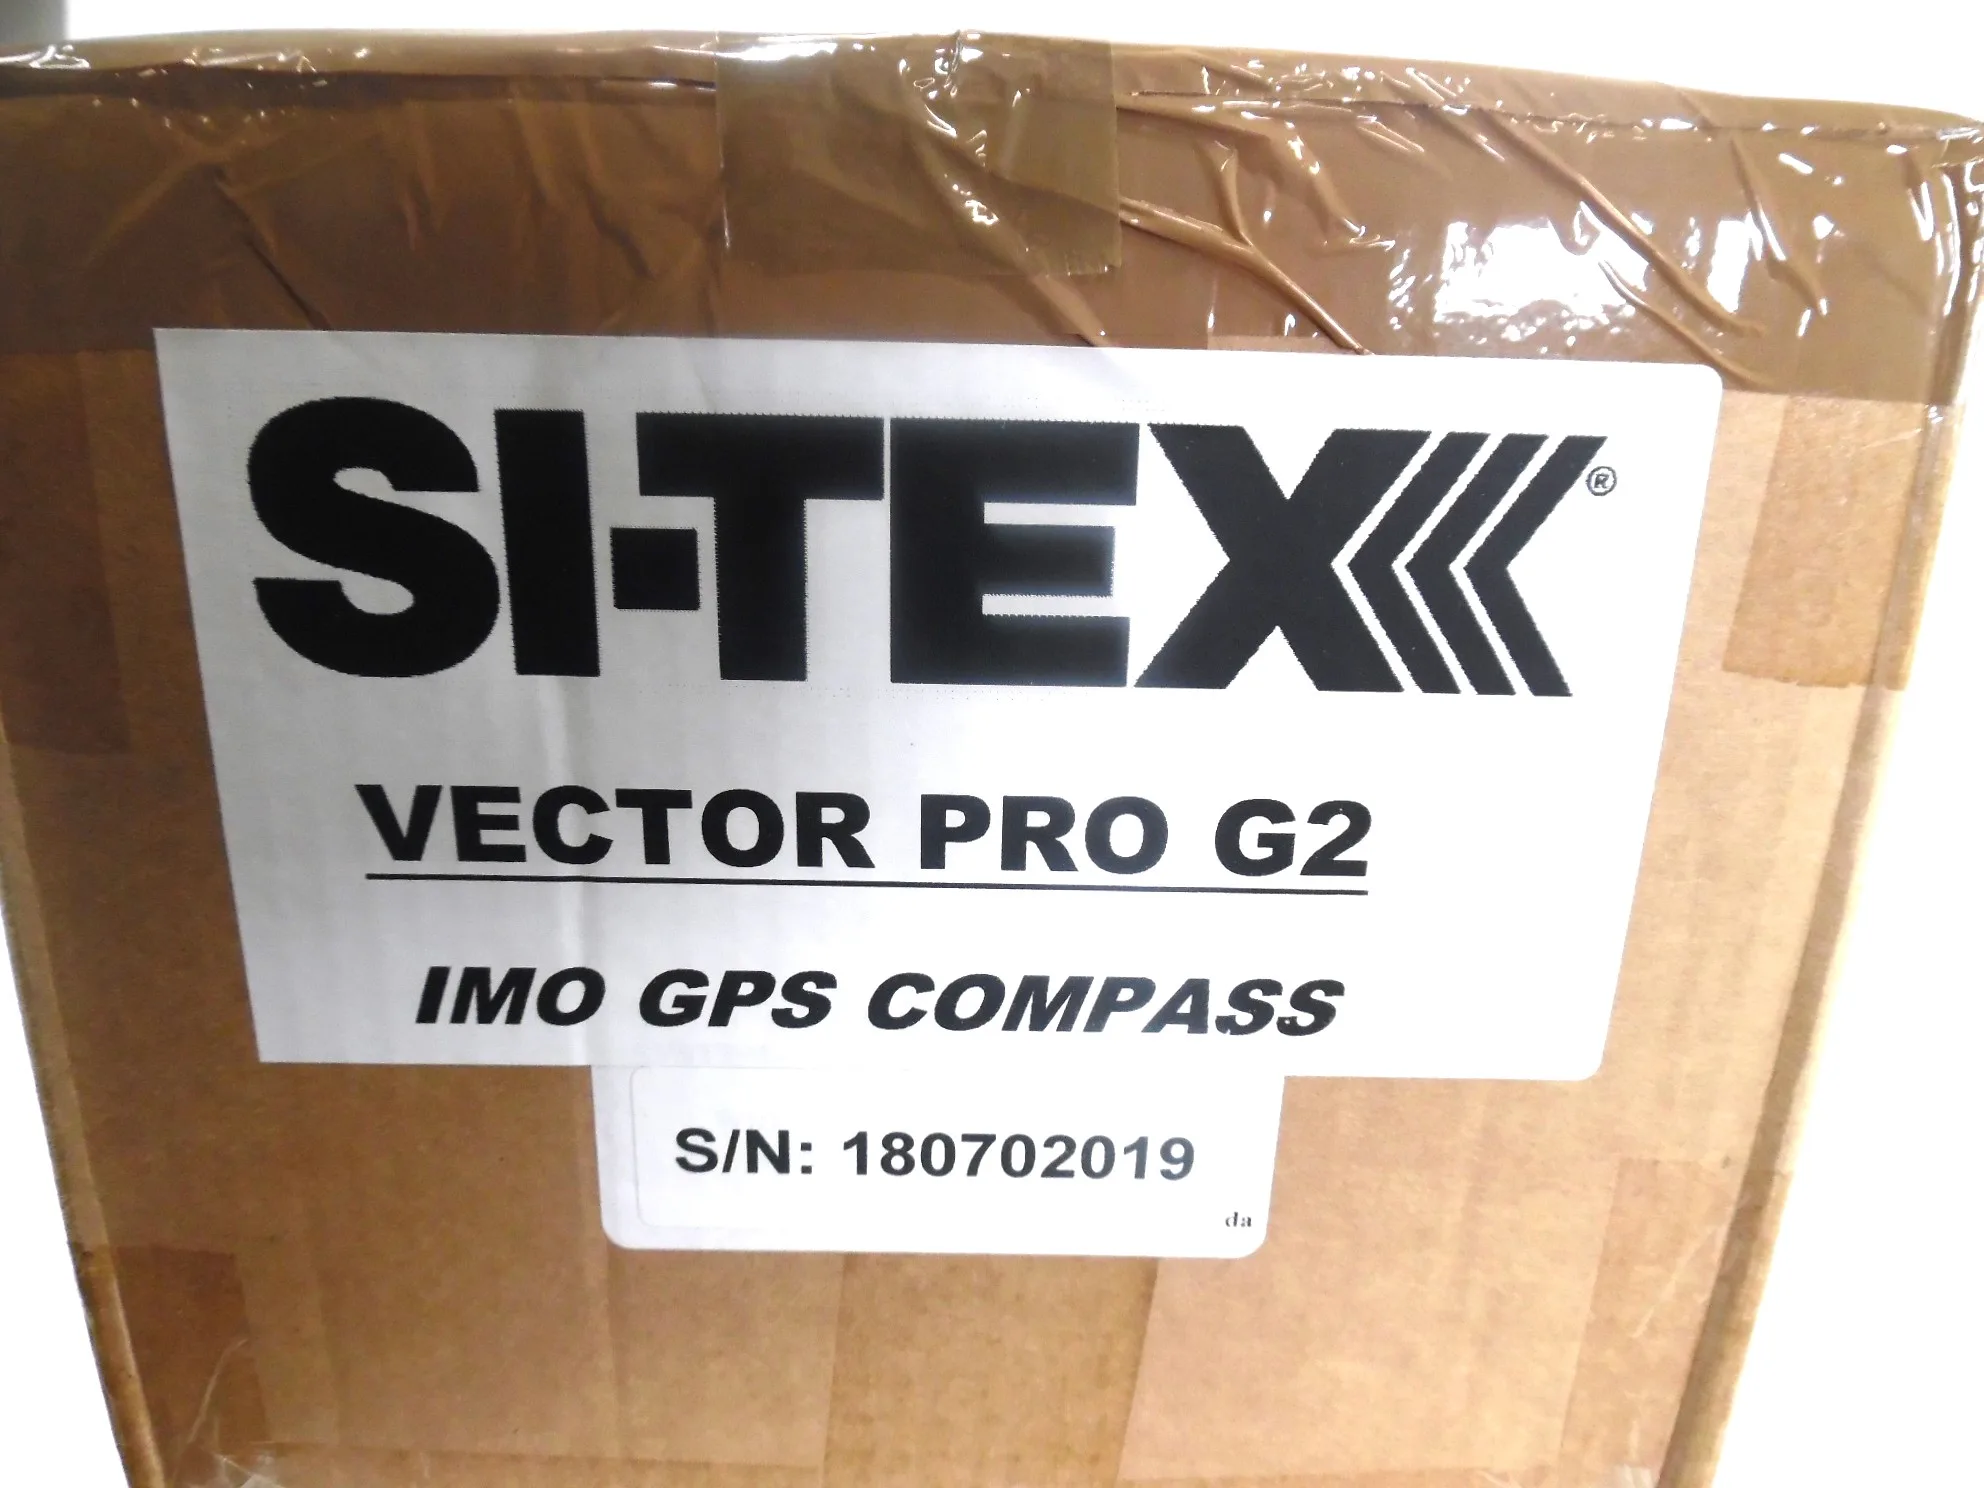 SI-TEX®
VECTOR PRO G2
IMO GPS COMPASS
S/N: 180702019
da